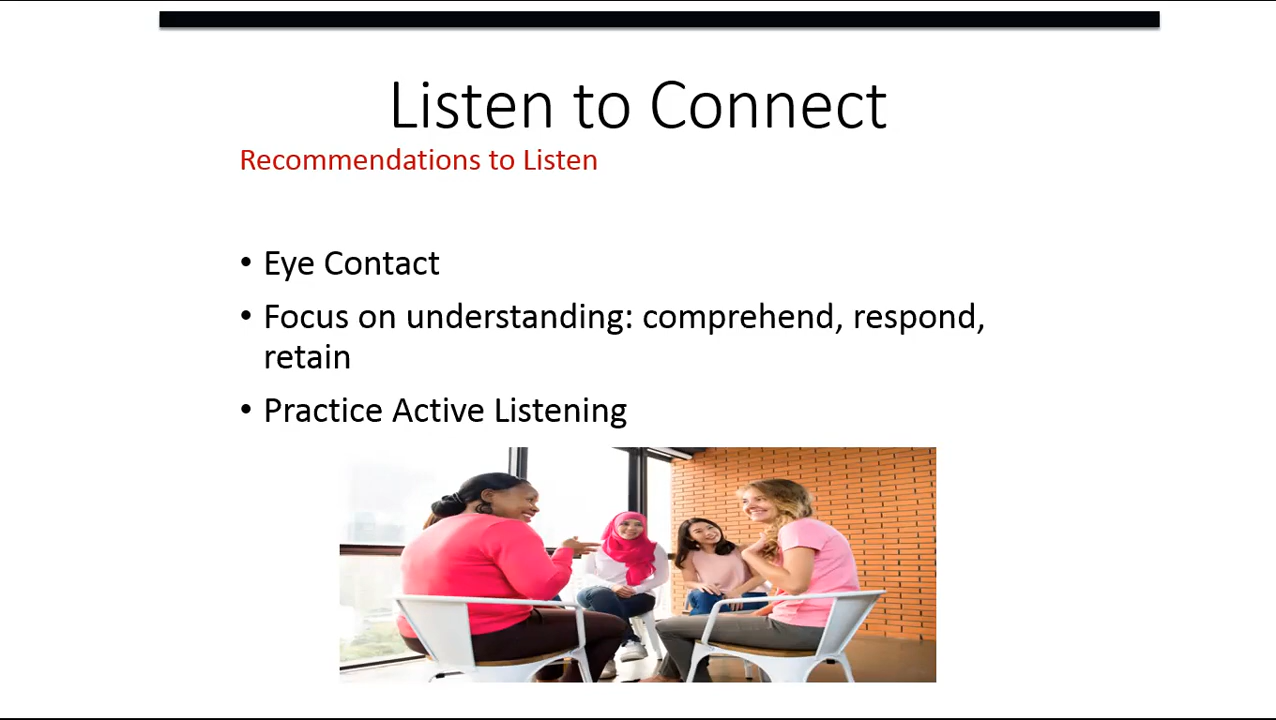 Listen to Connect
Recommendations to Listen
• Eye Contact
• Focus on understanding: comprehend, respond,
retain
• Practice Active Listening